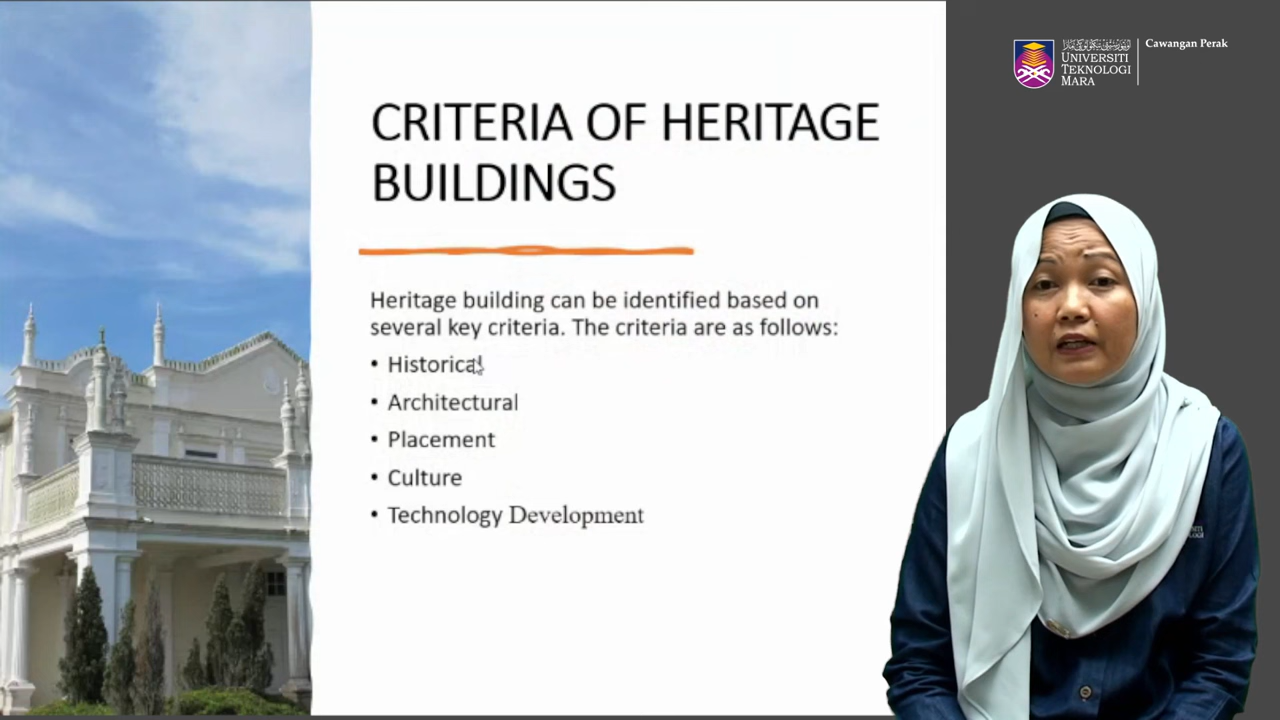 CRITERIA OF HERITAGE
BUILDINGS
Heritage building can be identified based on
several key criteria. The criteria are as follows:
• Historical
• Architectural
• Placement
• Culture
• Technology Development
UNIVERSITI
TEKNOLOGI
MARA
Cawangan Perak